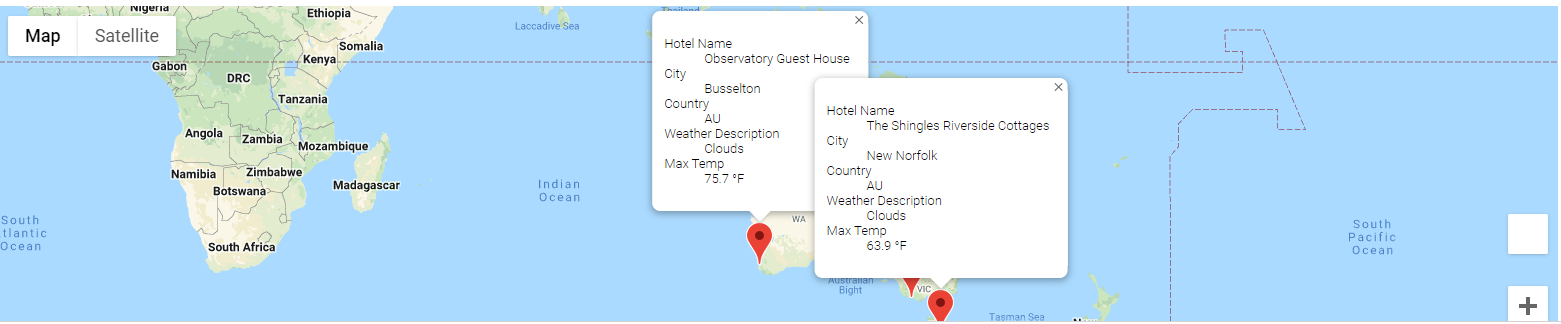 Map
Satellite
Nigeria
Ethiopia
Somalia
Gabon
Kenya
DRC
Tanzania
Angola
Zambia
Mozambique
Namibia
Zimbabwe
Botswana
Madagascar
South Africa
South
Atlantic
Ocean
Laccadive Sea
Thailand
Indian
Ocean
Hotel Name
Observatory Guest House
City
Busselton
Country
AU
Weather Description
Clouds
Max Temp
75.7 °F
WA
Hotel Name
The Shingles Riverside Cottages
City
New Norfolk
Country
AU
Weather Description
Clouds
Max Temp
63.9 °F
Australian
Bight
VIC
Tasman Sea
South
Pacific
Ocean